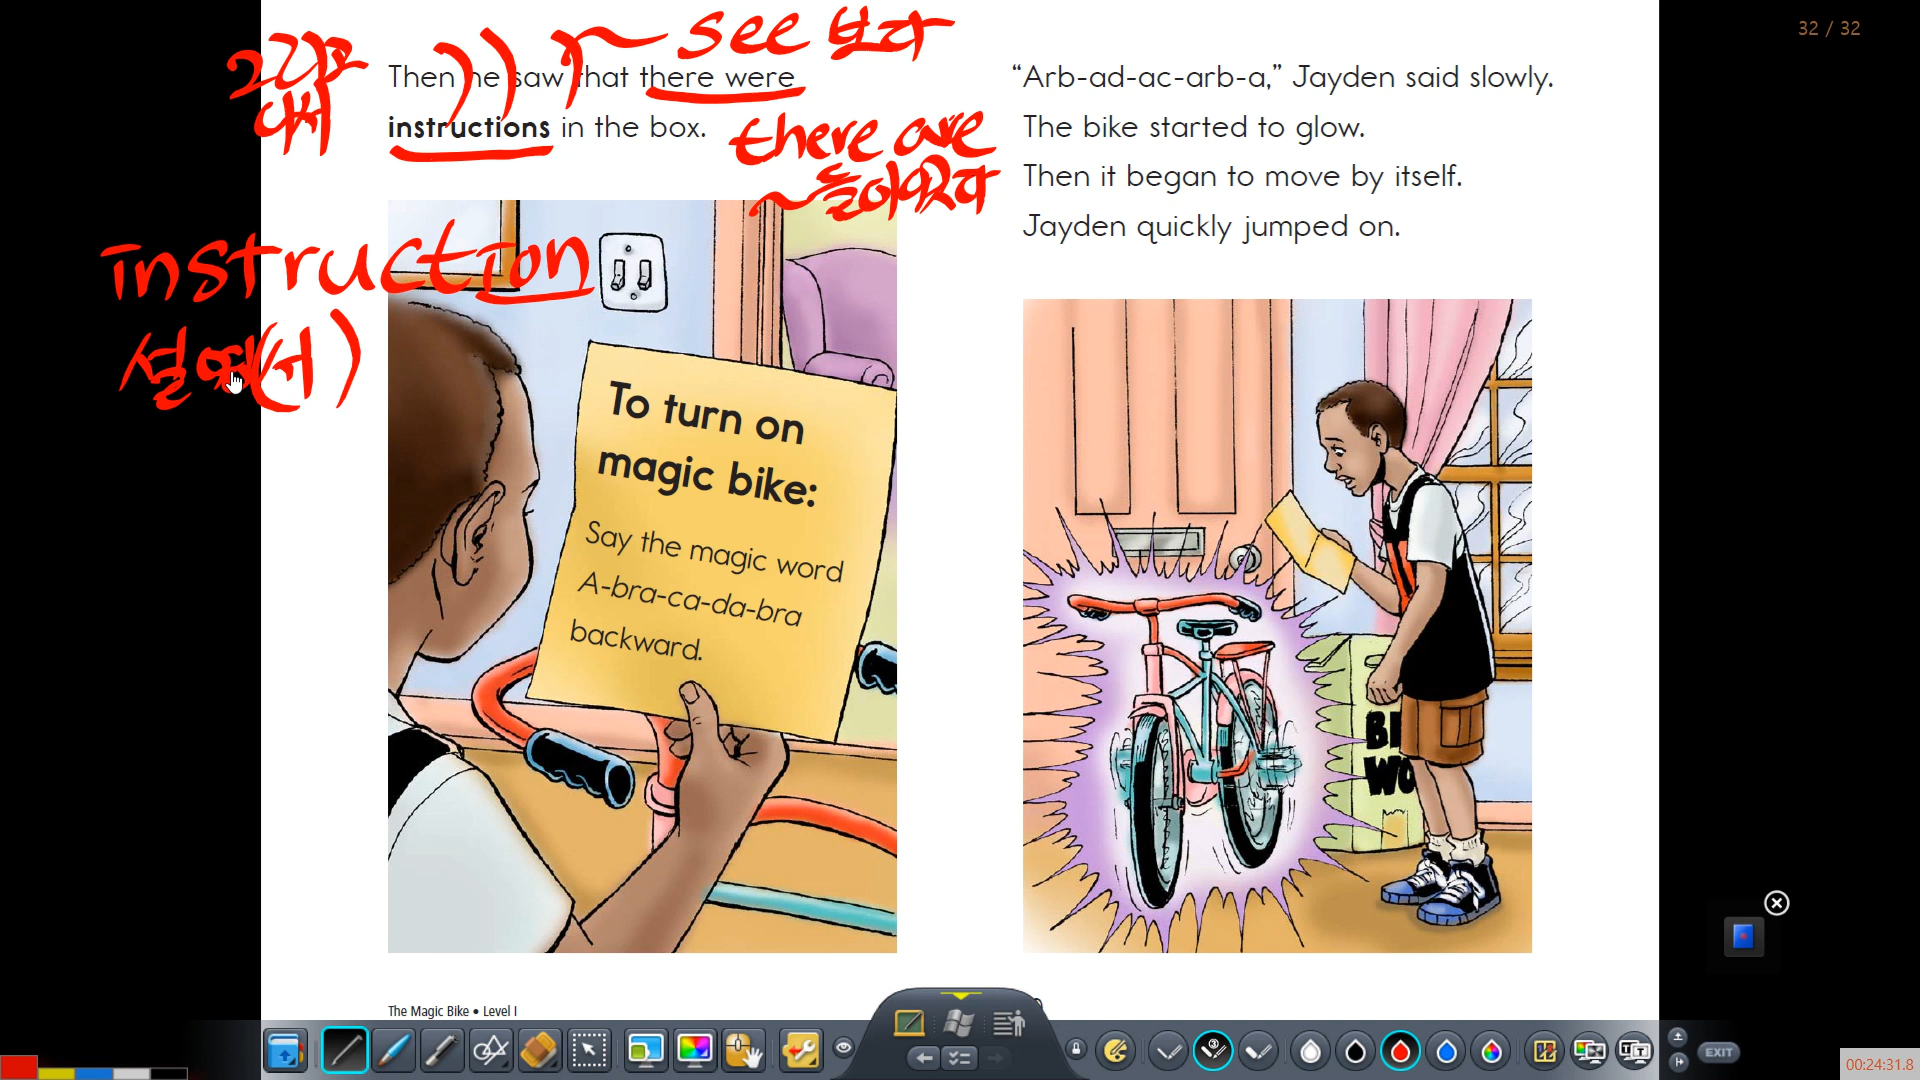 32 / 32
그리고
나서
see 보다
Then he saw that there were
instructions in the box.
there are
~들이 있다
instruction
설명(서)
To turn on
magic bike:
Say the magic word
A-bra-ca-da-bra
backward.
The Magic Bike • Level I
“Arb-ad-ac-arb-a,” Jayden said slowly.
The bike started to glow.
Then it began to move by itself.
Jayden quickly jumped on.
EXIT
00:24:31.8